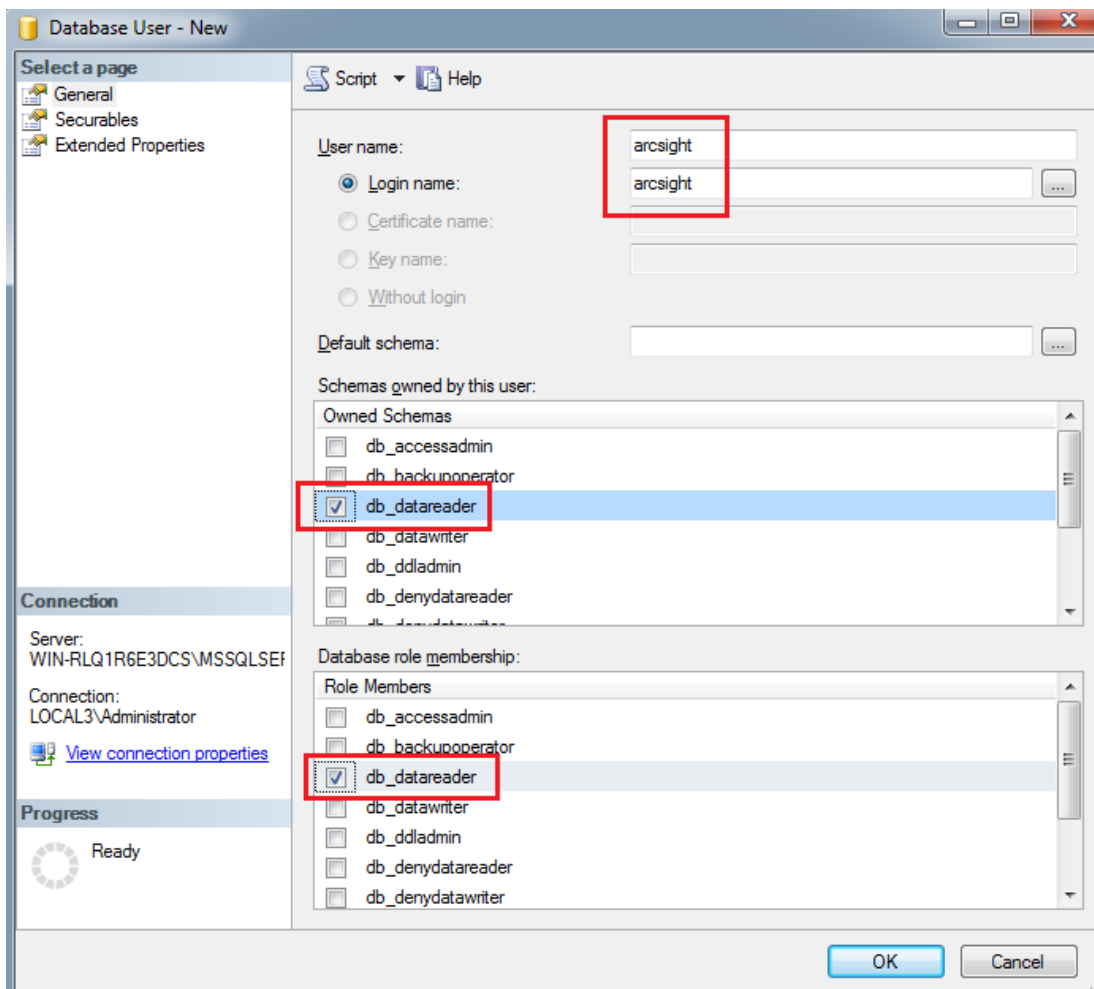 Database User - New
Select a page
General
Securables
Extended Properties
Script Help
User name: arcsight
Login name: arcsight ...
Certificate name:
Key name:
Without login
Default schema: ...
Schemas owned by this user:
Owned Schemas
db_accessadmin
db_backupoperator
db_datareader
db_datawriter
db_ddladmin
db_denydatareader
db_denydatawriter
Database role membership:
Role Members
db_accessadmin
db_backupoperator
db_datareader
db_datawriter
db_ddladmin
db_denydatareader
db_denydatawriter
Connection
Server:
WIN-RLQ1R6E3DCS\MSSQLSER
Connection:
LOCAL3\Administrator
View connection properties
Progress
Ready
OK Cancel